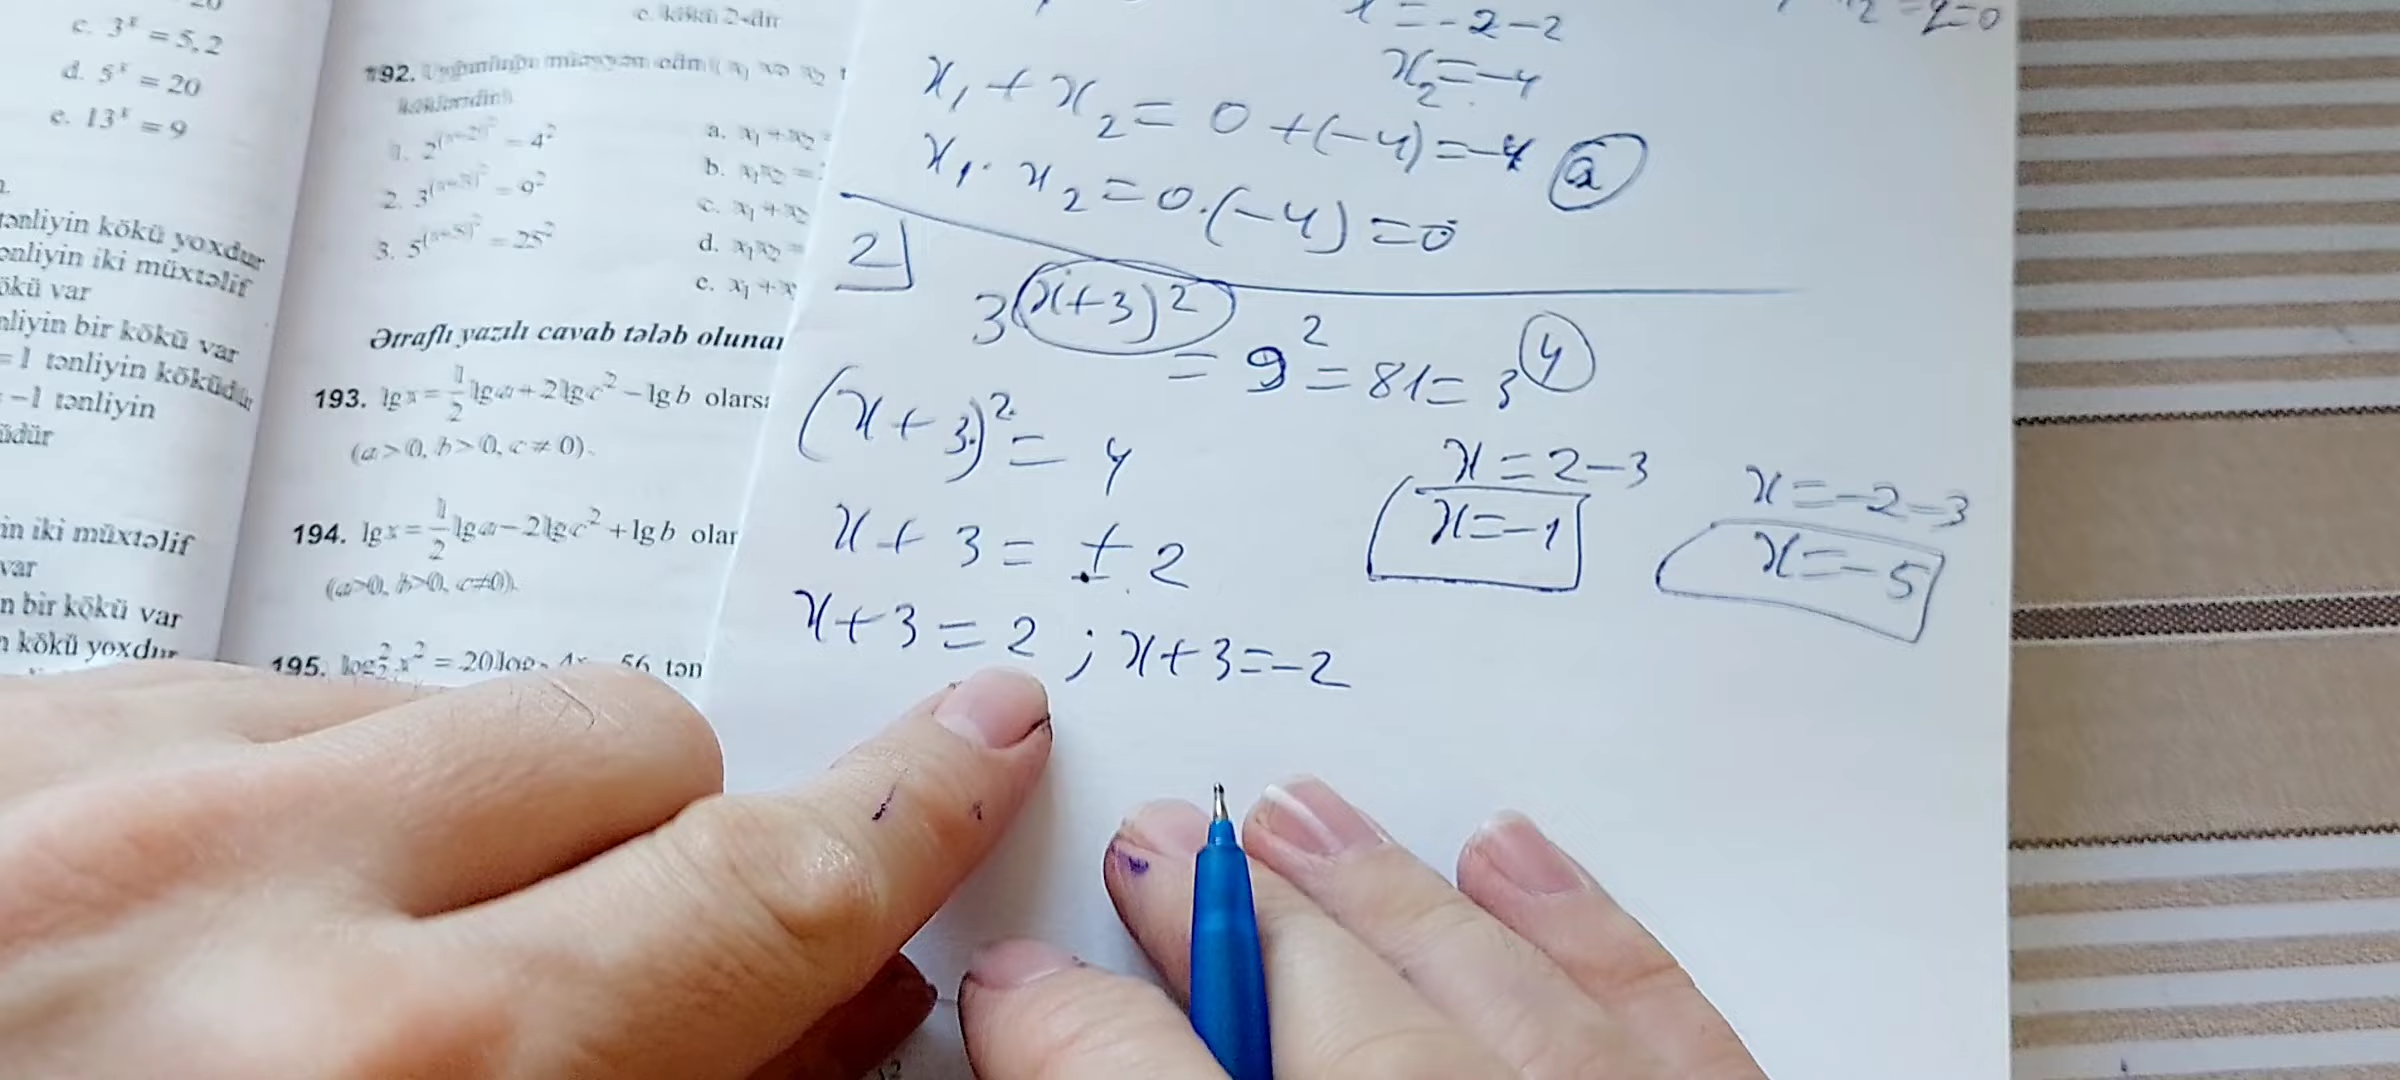 c. 3ˣ = 5,2
d. 5ˣ = 20
e. 13ˣ = 9
tənliyin kökü yoxdur
ənliyin iki müxtəlif
ökü var
nliyin bir kökü var
= 1 tənliyin köküdür
−1 tənliyin
üdür
in iki müxtəlif
var
n bir kökü var
n kökü yoxdur
e. kökü 2-dir
192.
1. 2^(x+2)² = 4²
2. 3^(x+3)² = 9²
3. 5^(x+5)² = 25²
a. x₁ + x₂ =
b. x₁x₂ =
c. x₁ + x₂
d. x₁x₂ =
e. x₁ + x
Ətraflı yazılı cavab tələb olunan
193. lg x = 1/2 lg a + 2 lg c² − lg b olarsa
(a > 0, b > 0, c ≠ 0).
194. lg x = 1/2 lg a − 2 lg c² + lg b olar
(a>0, b>0, c≠0).
195. tən
x = -2-2
x₂ = -4
x₁ + x₂ = 0 + (-4) = -4 a
x₁ · x₂ = 0 · (-4) = 0
2)
3^(x+3)² = 9² = 81 = 3⁴
(x+3)² = 4
x + 3 = ± 2
x+3 = 2 ; x+3 = -2
x = 2-3
x = -1
x = -2-3
x = -5